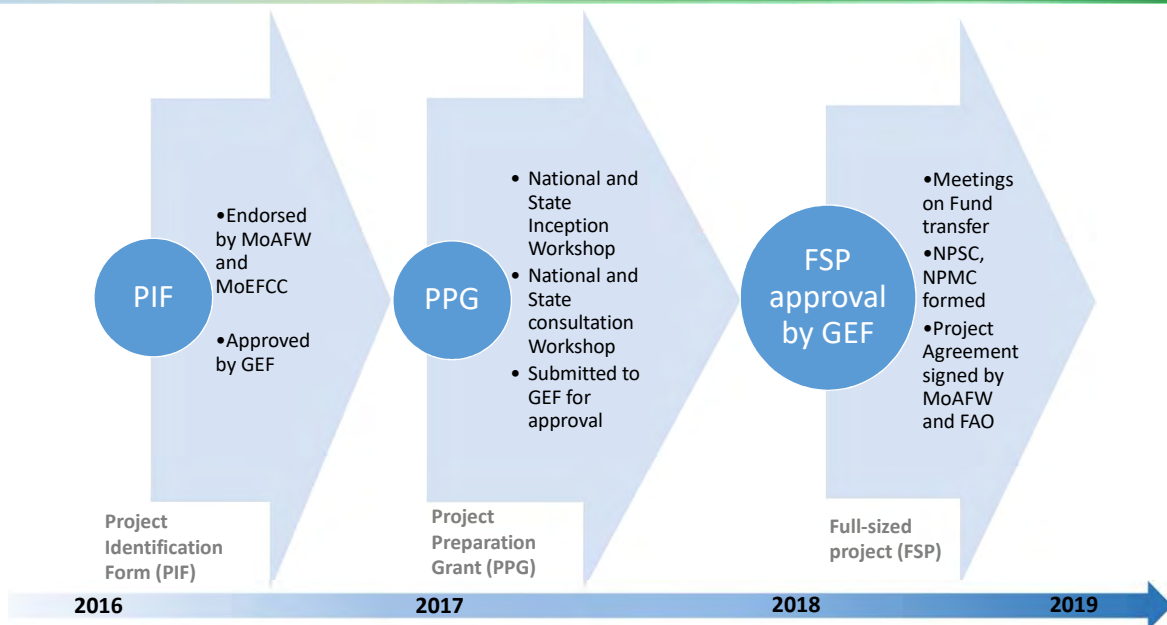 PIF
•Endorsed
by MoAFW
and
MoEFCC
•Approved
by GEF
Project
Identification
Form (PIF)
PPG
• National and
State
Inception
Workshop
• National and
State
consultation
Workshop
• Submitted to
GEF for
approval
Project
Preparation
Grant (PPG)
FSP
approval
by GEF
•Meetings
on Fund
transfer
•NPSC,
NPMC
formed
•Project
Agreement
signed by
MoAFW
and FAO
Full-sized
project (FSP)
2016
2017
2018
2019